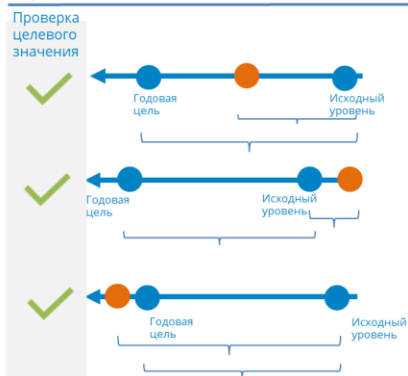 Проверка
целевого
значения
Годовая
цель
Исходный
уровень
Годовая
цель
Исходный
уровень
Годовая
цель
Исходный
уровень